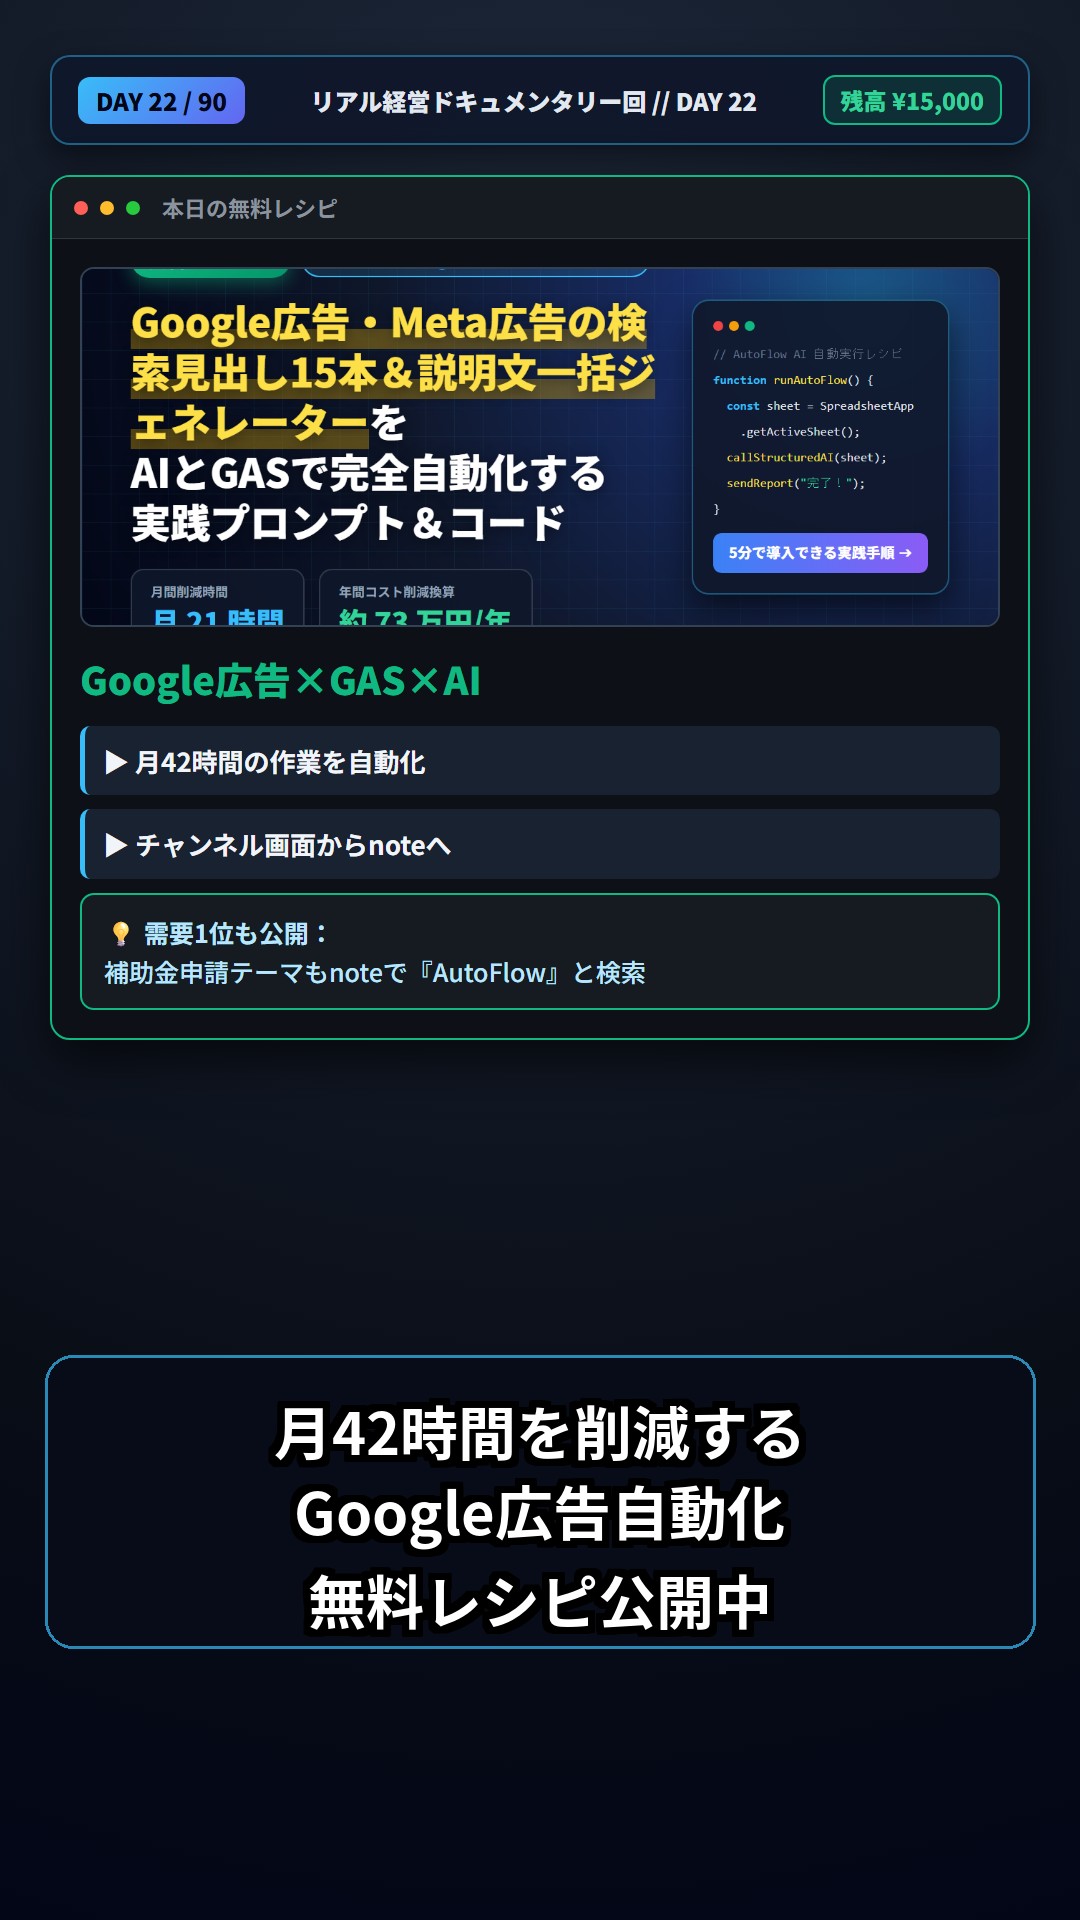 DAY 22 / 90
リアル経営ドキュメンタリー回 // DAY 22
残高 ¥15,000
本日の無料レシピ
Google広告・Meta広告の検
索見出し15本＆説明文一括ジ
ェネレーターを
AIとGASで完全自動化する
実践プロンプト＆コード
月間削減時間
月 21 時間
年間コスト削減換算
約 73 万円/年
// AutoFlow AI 自動実行レシピ
function runAutoFlow() {
const sheet = SpreadsheetApp
.getActiveSheet();
callStructuredAI(sheet);
sendReport("完了！");
}
5分で導入できる実践手順 →
Google広告×GAS×AI
▶ 月42時間の作業を自動化
▶ チャンネル画面からnoteへ
💡 需要1位も公開：
補助金申請テーマもnoteで『AutoFlow』と検索
月42時間を削減する
Google広告自動化
無料レシピ公開中